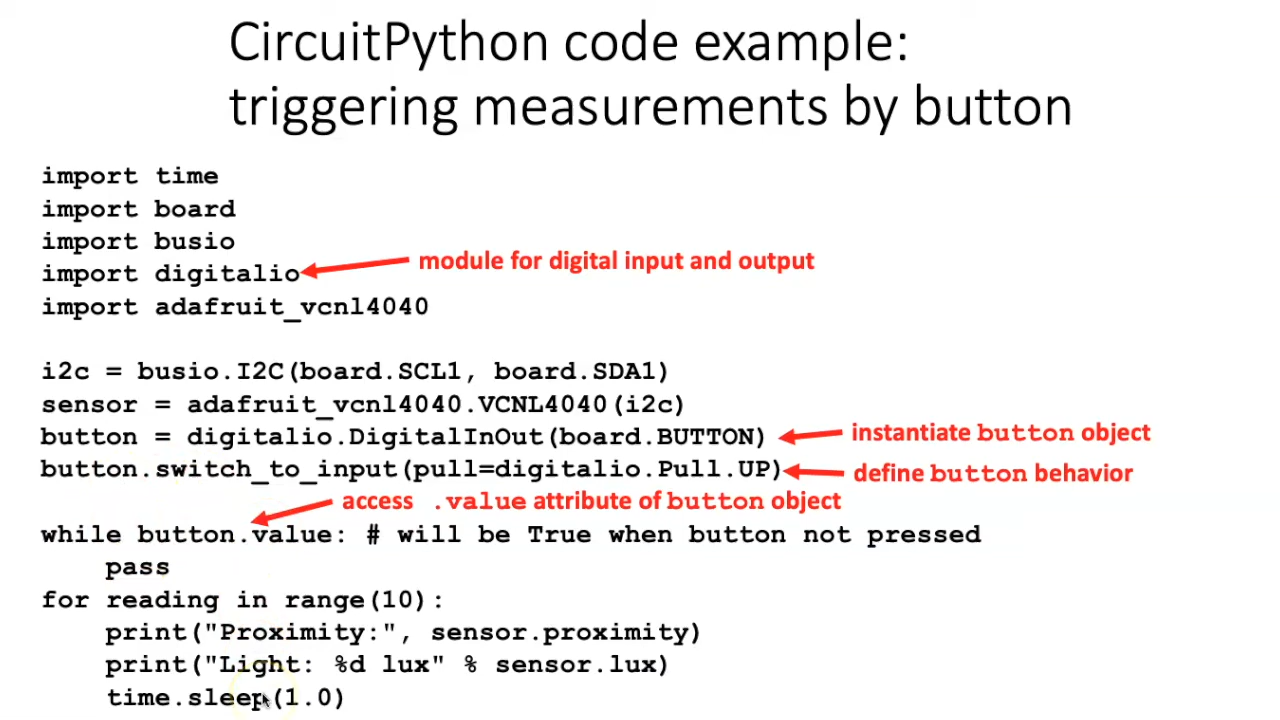 CircuitPython code example:
triggering measurements by button
import time
import board
import busio
import digitalio
module for digital input and output
import adafruit_vcnl4040
i2c = busio.I2C(board.SCL1, board.SDA1)
sensor = adafruit_vcnl4040.VCNL4040(i2c)
button = digitalio.DigitalInOut(board.BUTTON)
instantiate button object
button.switch_to_input(pull=digitalio.Pull.UP)
define button behavior
access .value attribute of button object
while button.value: # will be True when button not pressed
    pass
for reading in range(10):
    print("Proximity:", sensor.proximity)
    print("Light: %d lux" % sensor.lux)
    time.sleep(1.0)